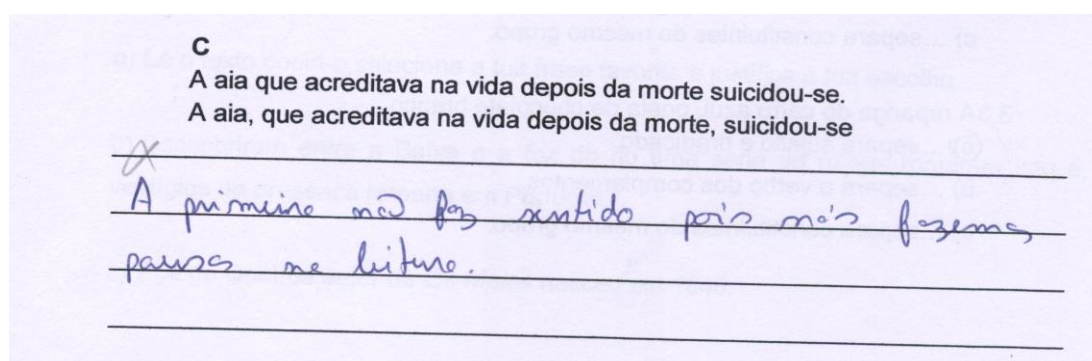 C
A aia que acreditava na vida depois da morte suicidou-se.
A aia, que acreditava na vida depois da morte, suicidou-se
A primeira não faz sentido pois nós fazemos
pausas na leitura.